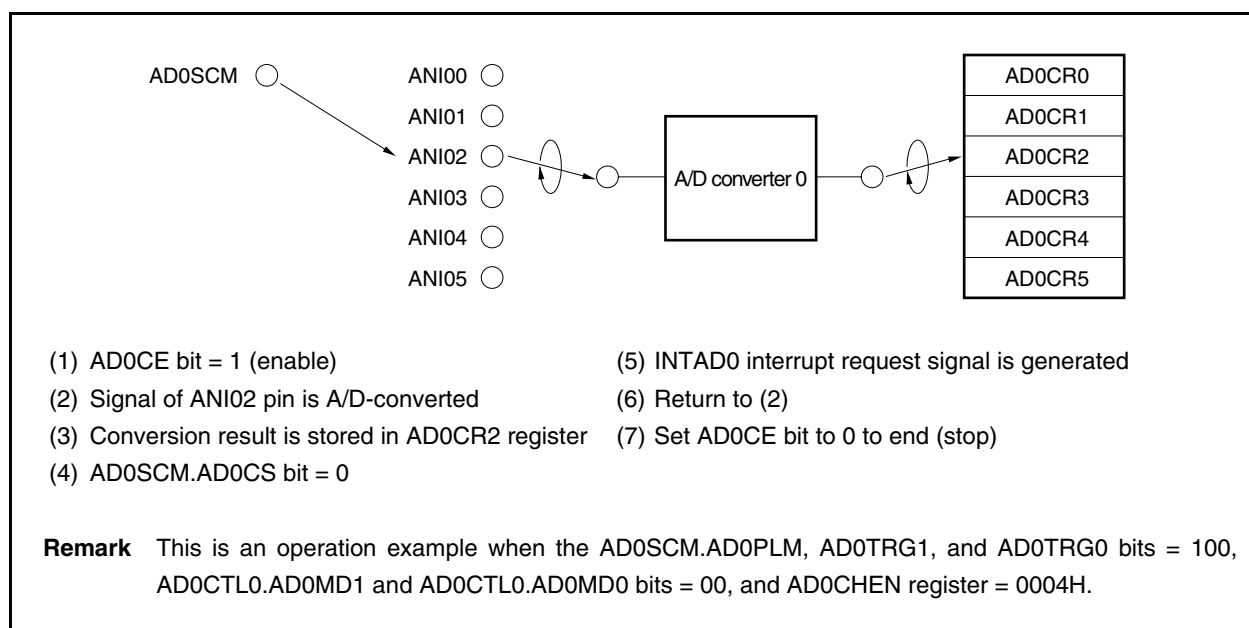 AD0SCM
ANI00
ANI01
ANI02
ANI03
ANI04
ANI05
A/D converter 0
AD0CR0
AD0CR1
AD0CR2
AD0CR3
AD0CR4
AD0CR5
(1) AD0CE bit = 1 (enable)
(2) Signal of ANI02 pin is A/D-converted
(3) Conversion result is stored in AD0CR2 register
(4) AD0SCM.AD0CS bit = 0
(5) INTAD0 interrupt request signal is generated
(6) Return to (2)
(7) Set AD0CE bit to 0 to end (stop)
Remark This is an operation example when the AD0SCM.AD0PLM, AD0TRG1, and AD0TRG0 bits = 100,
AD0CTL0.AD0MD1 and AD0CTL0.AD0MD0 bits = 00, and AD0CHEN register = 0004H.